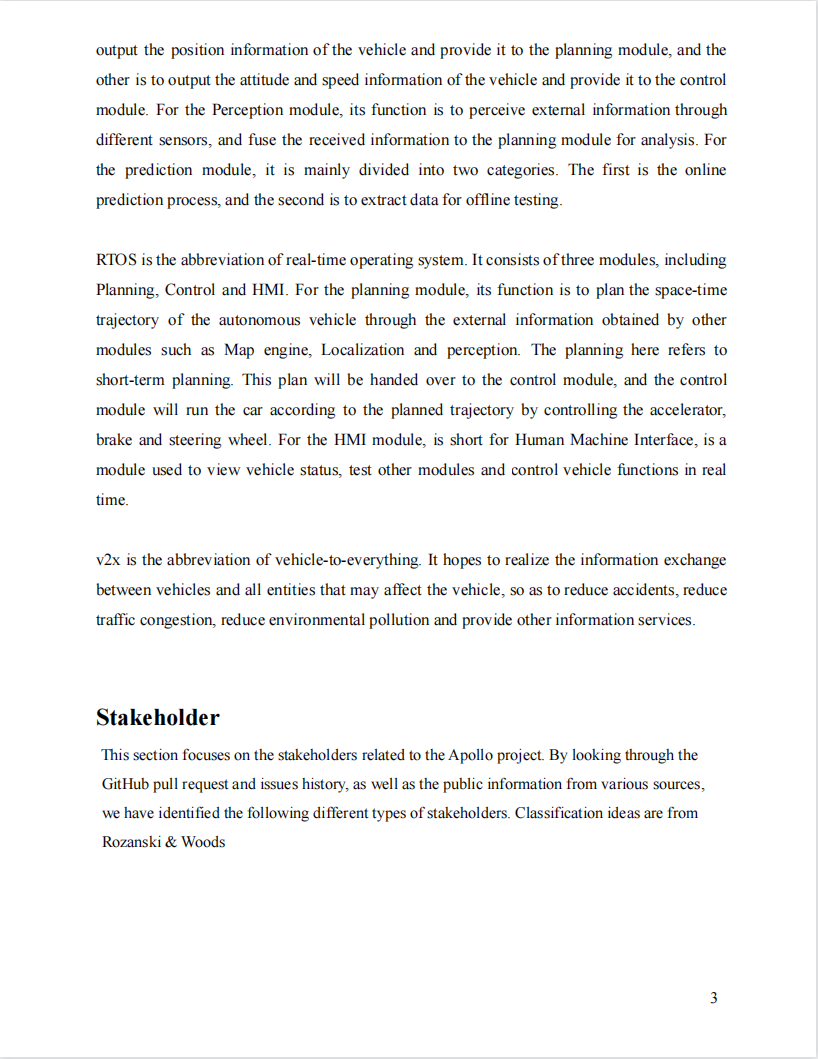 output the position information of the vehicle and provide it to the planning module, and the
other is to output the attitude and speed information of the vehicle and provide it to the control
module. For the Perception module, its function is to perceive external information through
different sensors, and fuse the received information to the planning module for analysis. For
the prediction module, it is mainly divided into two categories. The first is the online
prediction process, and the second is to extract data for offline testing.
RTOS is the abbreviation of real-time operating system. It consists of three modules, including
Planning, Control and HMI. For the planning module, its function is to plan the space-time
trajectory of the autonomous vehicle through the external information obtained by other
modules such as Map engine, Localization and perception. The planning here refers to
short-term planning. This plan will be handed over to the control module, and the control
module will run the car according to the planned trajectory by controlling the accelerator,
brake and steering wheel. For the HMI module, is short for Human Machine Interface, is a
module used to view vehicle status, test other modules and control vehicle functions in real
time.
v2x is the abbreviation of vehicle-to-everything. It hopes to realize the information exchange
between vehicles and all entities that may affect the vehicle, so as to reduce accidents, reduce
traffic congestion, reduce environmental pollution and provide other information services.
Stakeholder
This section focuses on the stakeholders related to the Apollo project. By looking through the
GitHub pull request and issues history, as well as the public information from various sources,
we have identified the following different types of stakeholders. Classification ideas are from
Rozanski & Woods
3